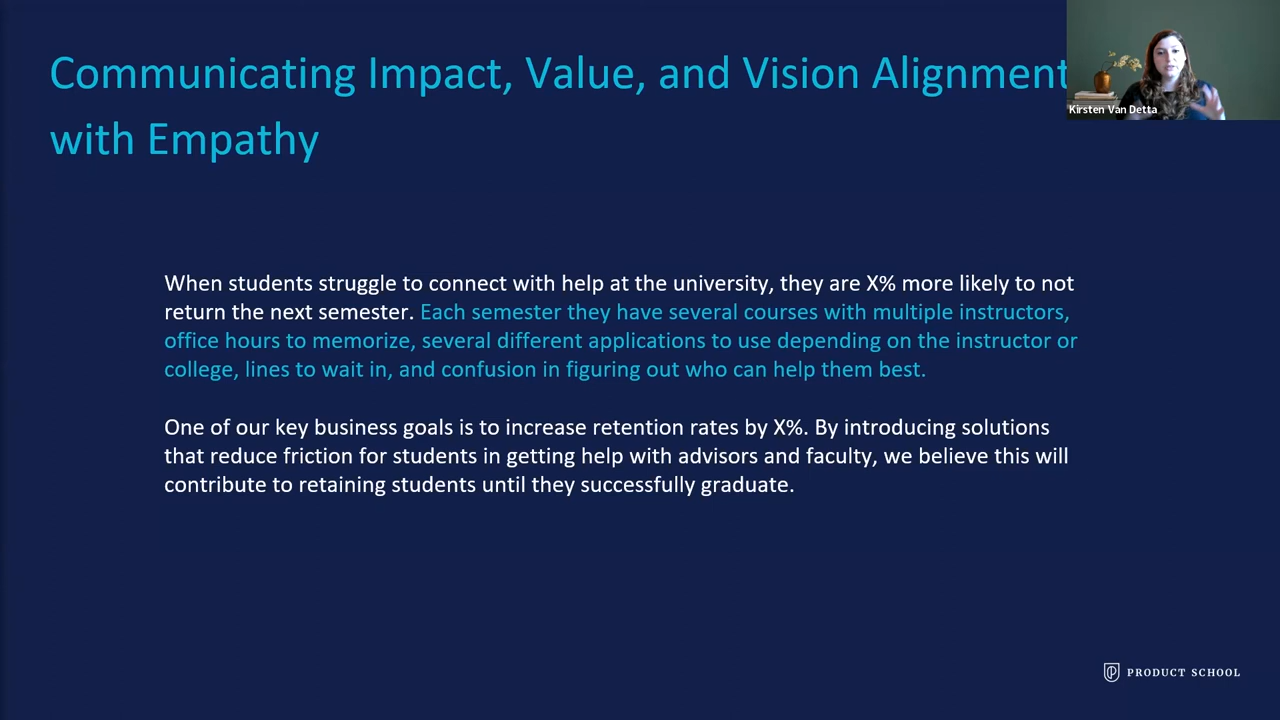 Communicating Impact, Value, and Vision Alignment
with Empathy
Kirsten Van Detta
When students struggle to connect with help at the university, they are X% more likely to not
return the next semester. Each semester they have several courses with multiple instructors,
office hours to memorize, several different applications to use depending on the instructor or
college, lines to wait in, and confusion in figuring out who can help them best.
One of our key business goals is to increase retention rates by X%. By introducing solutions
that reduce friction for students in getting help with advisors and faculty, we believe this will
contribute to retaining students until they successfully graduate.
PRODUCT SCHOOL